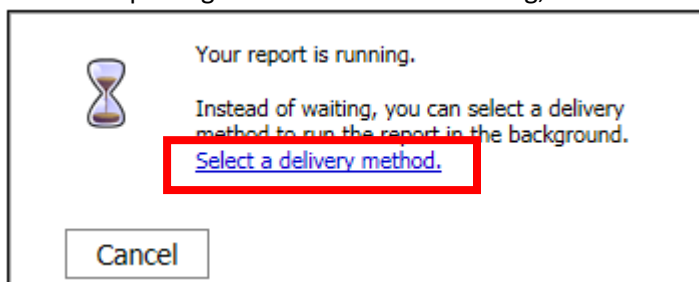 Your report is running.
Instead of waiting, you can select a delivery
method to run the report in the background.
Select a delivery method.
Cancel